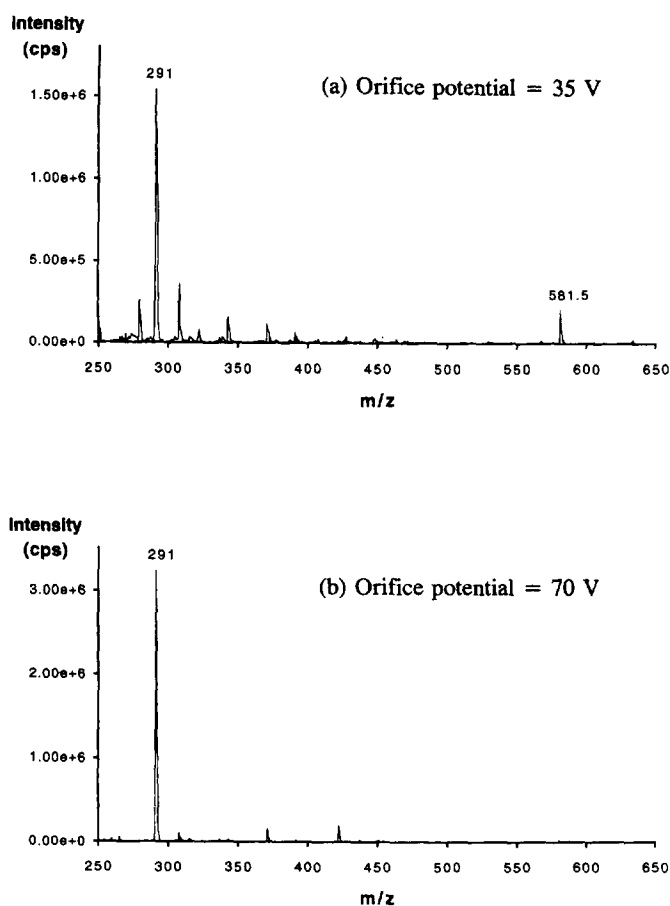 Intensity
(cps)
291
(a) Orifice potential = 35 V
1.50e+6
1.00e+6
5.00e+5
581.5
0.00e+0
250 300 350 400 450 500 550 600 650
m/z
Intensity
(cps)
291
(b) Orifice potential = 70 V
3.00e+6
2.00e+6
1.00e+6
0.00e+0
250 300 350 400 450 500 550 600 650
m/z